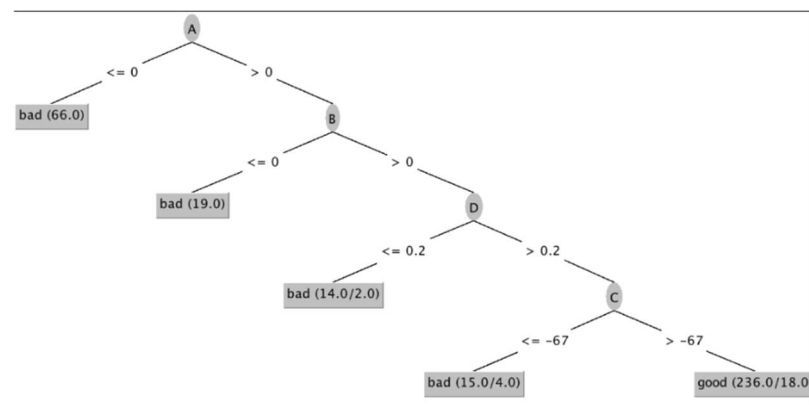 A
<= 0
> 0
bad (66.0)
B
<= 0
> 0
bad (19.0)
D
<= 0.2
> 0.2
bad (14.0/2.0)
C
<= -67
> -67
bad (15.0/4.0)
good (236.0/18.0